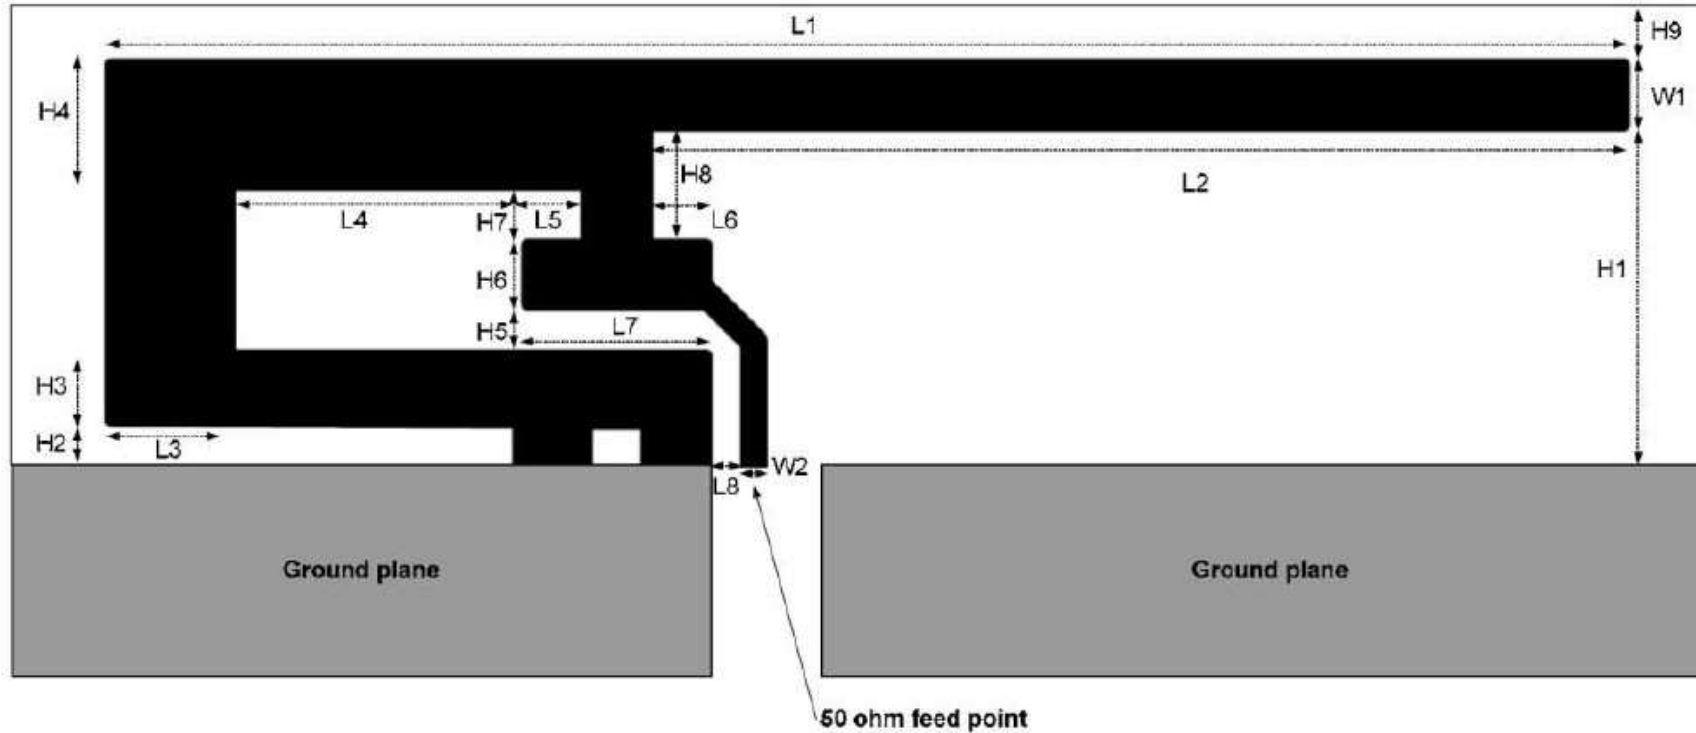 L1
H9
H4
W1
H8
L2
L4
H7
L5
L6
H6
H1
H5
L7
H3
H2
L3
L8
W2
Ground plane
Ground plane
50 ohm feed point